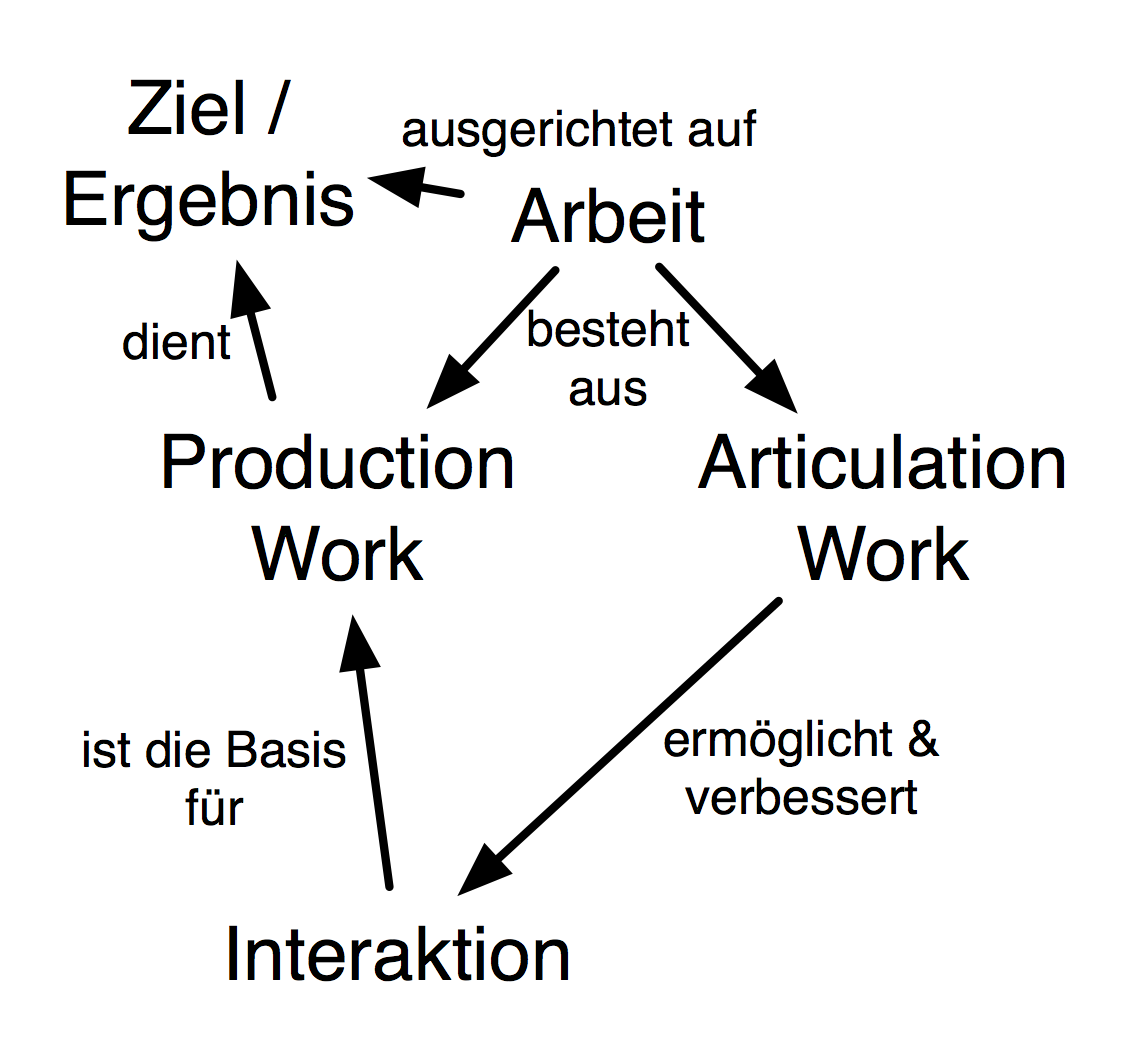 Ziel /
Ergebnis
ausgerichtet auf
Arbeit
dient
besteht
aus
Production
Work
Articulation
Work
ist die Basis
für
ermöglicht &
verbessert
Interaktion